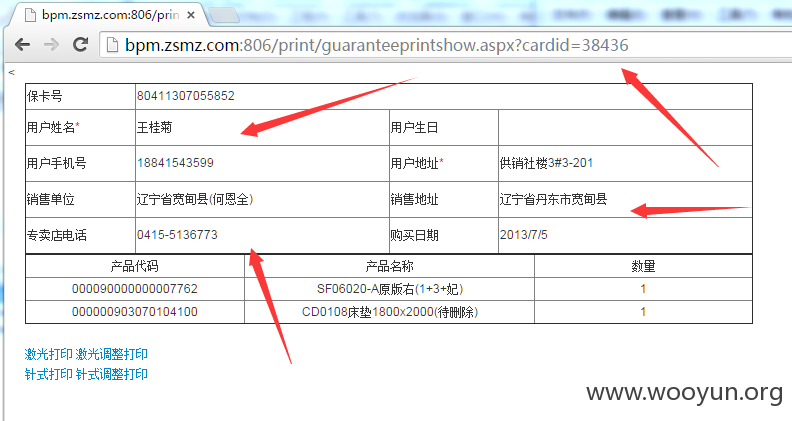 bpm.zsmz.com:806/prin
bpm.zsmz.com:806/print/guaranteeprintshow.aspx?cardid=38436
<
保卡号 80411307055852
用户姓名* 王桂菊 用户生日
用户手机号 18841543599 用户地址* 供销社楼3#3-201
销售单位 辽宁省宽甸县(何恩全) 销售地址 辽宁省丹东市宽甸县
专卖店电话 0415-5136773 购买日期 2013/7/5
产品代码 产品名称 数量
000090000000007762 SF06020-A原版右(1+3+妃) 1
000000903070104100 CD0108床垫1800x2000(待删除) 1
激光打印 激光调整打印
针式打印 针式调整打印
www.wooyun.org